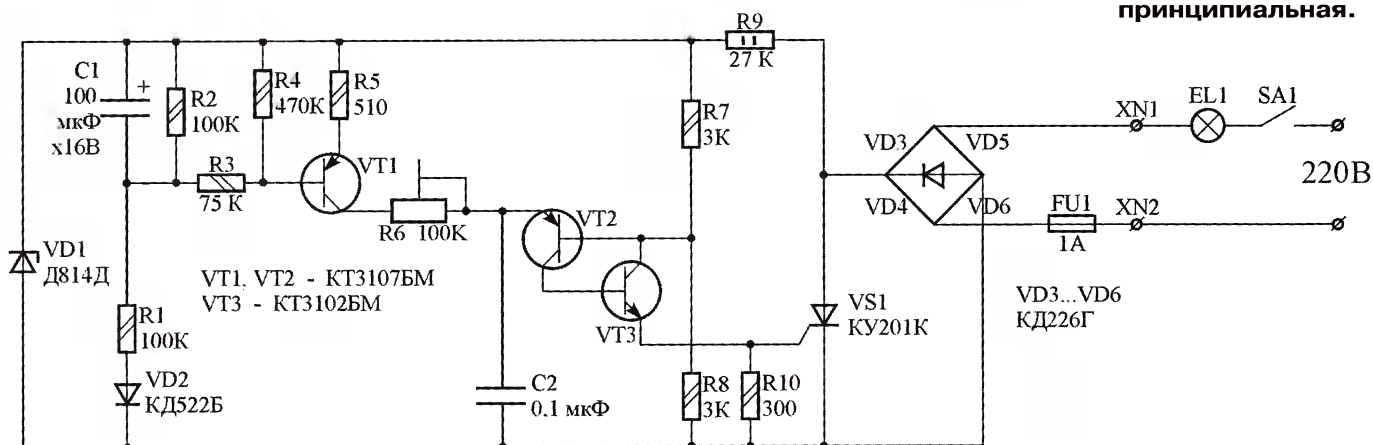 принципиальная.
R9
27 К
C1
100
мкФ
х16В
+
R2
100К
R4
470К
R5
510
R7
3К
R3
75 К
VT1
R6 100К
VT2
VT3
VD1
Д814Д
VT1, VT2 - КТ3107БМ
VT3 - КТ3102БМ
R1
100К
VD2
КД522Б
C2
0,1 мкФ
R8
3К
R10
300
VS1
КУ201К
VD3
VD5
VD4
VD6
XN1
EL1
SA1
220В
FU1
1А
XN2
VD3...VD6
КД226Г